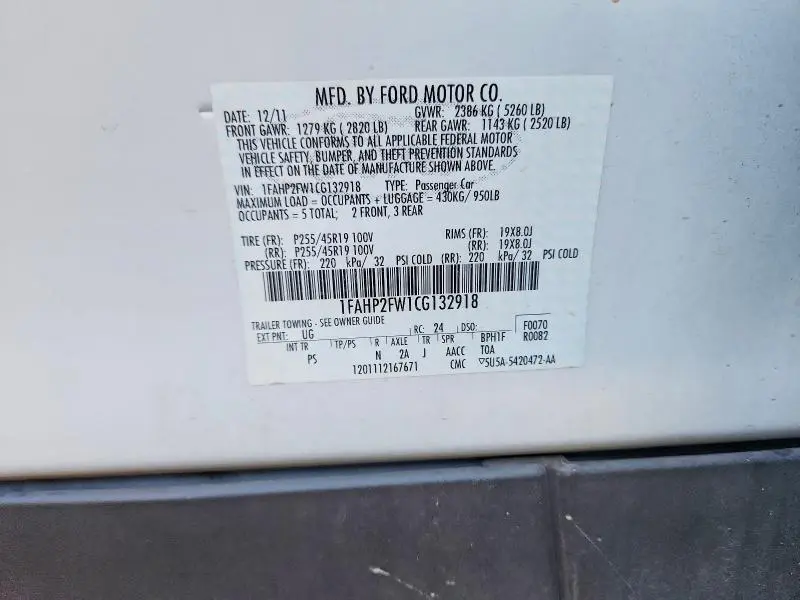 MFD. BY FORD MOTOR CO.
DATE: 12/11 GVWR: 2386 KG ( 5260 LB)
FRONT GAWR: 1279 KG ( 2820 LB) REAR GAWR: 1143 KG ( 2520 LB)
THIS VEHICLE CONFORMS TO ALL APPLICABLE FEDERAL MOTOR
VEHICLE SAFETY, BUMPER, AND THEFT PREVENTION STANDARDS
IN EFFECT ON THE DATE OF MANUFACTURE SHOWN ABOVE.
VIN: 1FAHP2FW1CG132918 TYPE: Passenger Car
MAXIMUM LOAD = OCCUPANTS + LUGGAGE = 430KG/ 950LB
OCCUPANTS = 5 TOTAL; 2 FRONT, 3 REAR
TIRE (FR): P255/45R19 100V RIMS (FR): 19X8.0J
(RR): P255/45R19 100V (RR): 19X8.0J
PRESSURE (FR): 220 kPa/ 32 PSI COLD (RR): 220 kPa/ 32 PSI COLD
1FAHP2FW1CG132918
TRAILER TOWING - SEE OWNER GUIDE
EXT PNT: UG RC: 24 DSO: F0070
INT TR TP/PS R AXLE TR SPR BPH1F R0082
PS N 2A J AACC TOA
1201112167671 CMC ▽5U5A-5420472-AA